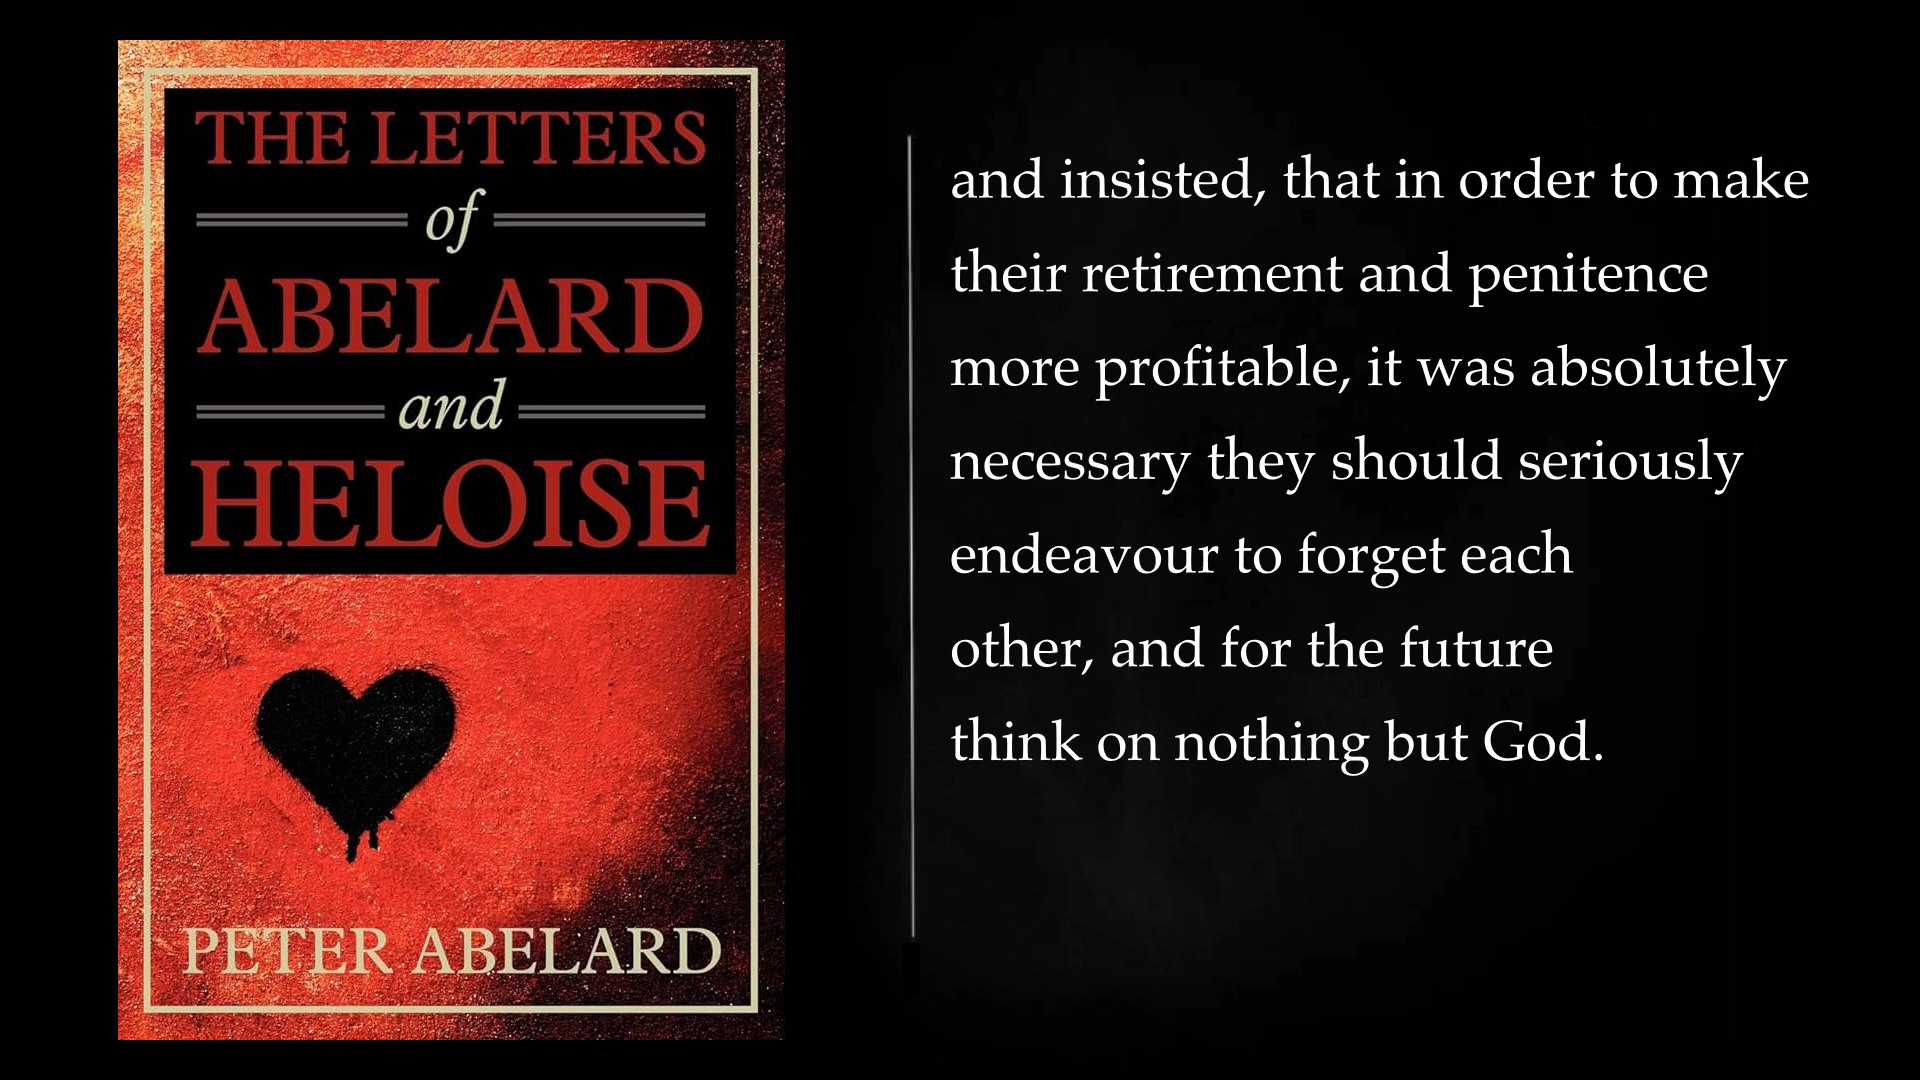 THE LETTERS
of
ABELARD
and
HELOISE
PETER ABELARD
and insisted, that in order to make
their retirement and penitence
more profitable, it was absolutely
necessary they should seriously
endeavour to forget each
other, and for the future
think on nothing but God.